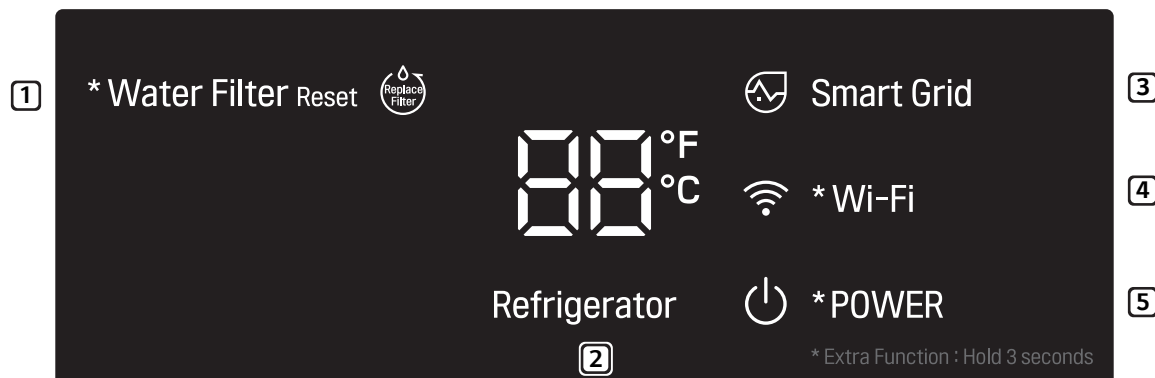 1
* Water Filter Reset
Replace
Filter
3
Smart Grid
88 °F
°C
4
* Wi-Fi
Refrigerator
5
* POWER
2
* Extra Function : Hold 3 seconds